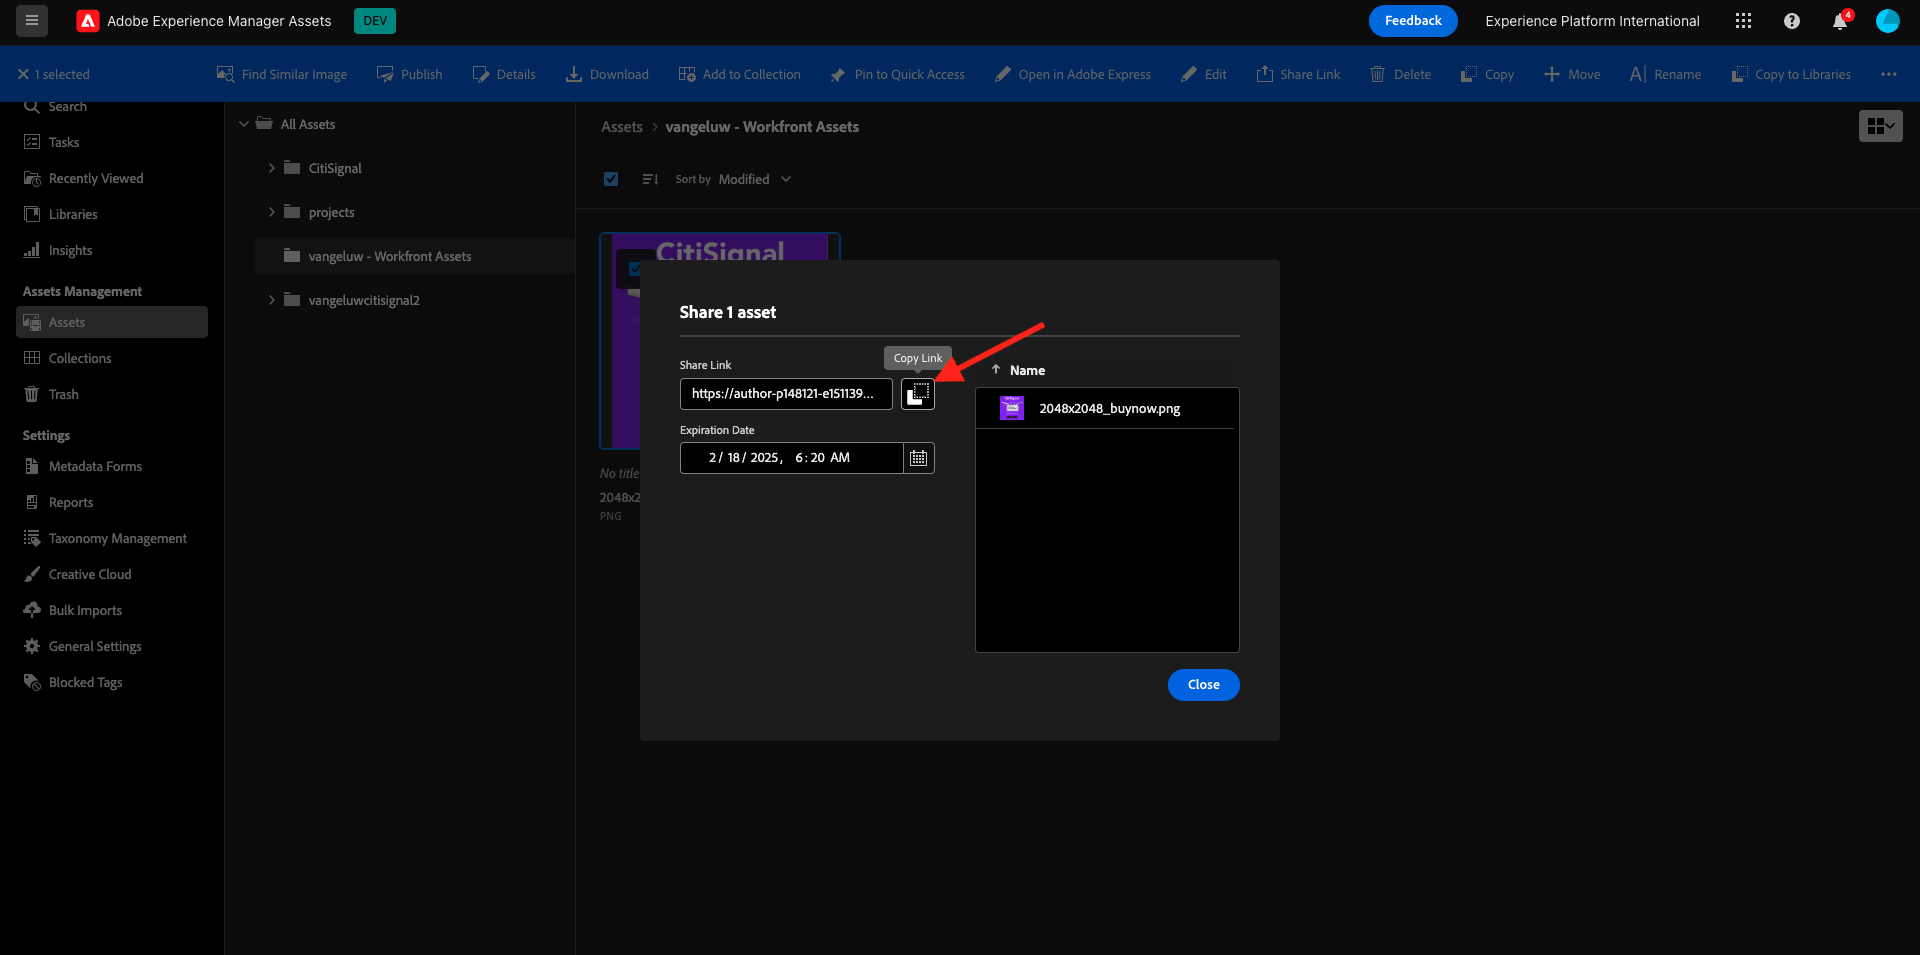 Adobe Experience Manager Assets
DEV
Feedback
Experience Platform International
4
1 selected
Find Similar Image
Publish
Details
Download
Add to Collection
Pin to Quick Access
Open in Adobe Express
Edit
Share Link
Delete
Copy
Move
Rename
Copy to Libraries
Search
Tasks
Recently Viewed
Libraries
Insights
Assets Management
Assets
Collections
Trash
Settings
Metadata Forms
Reports
Taxonomy Management
Creative Cloud
Bulk Imports
General Settings
Blocked Tags
All Assets
CitiSignal
projects
vangeluw - Workfront Assets
vangeluwcitisignal2
Assets > vangeluw - Workfront Assets
Sort by Modified
CitiSignal
No title
2048x2
PNG
Share 1 asset
Share Link
Copy Link
https://author-p148121-e151139...
Expiration Date
2/ 18/ 2025, 6: 20 AM
Name
2048x2048_buynow.png
Close